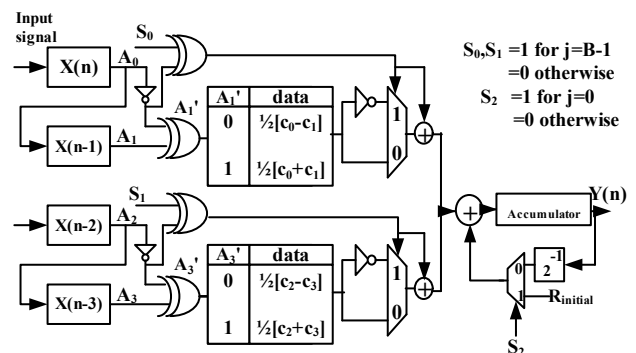 Input
signal
S₀
A₀
X(n)
S₀,S₁ =1 for j=B-1
=0 otherwise
S₂ =1 for j=0
=0 otherwise
A₁'
A₁' data
0 ½[c₀-c₁]
1 ½[c₀+c₁]
1
0
+
X(n-1)
A₁
S₁
A₂
X(n-2)
Y(n)
+
Accumulator
A₃'
A₃' data
0 ½[c₂-c₃]
1 ½[c₂+c₃]
1
0
+
X(n-3)
A₃
0
1
2⁻¹
Rinitial
S₂